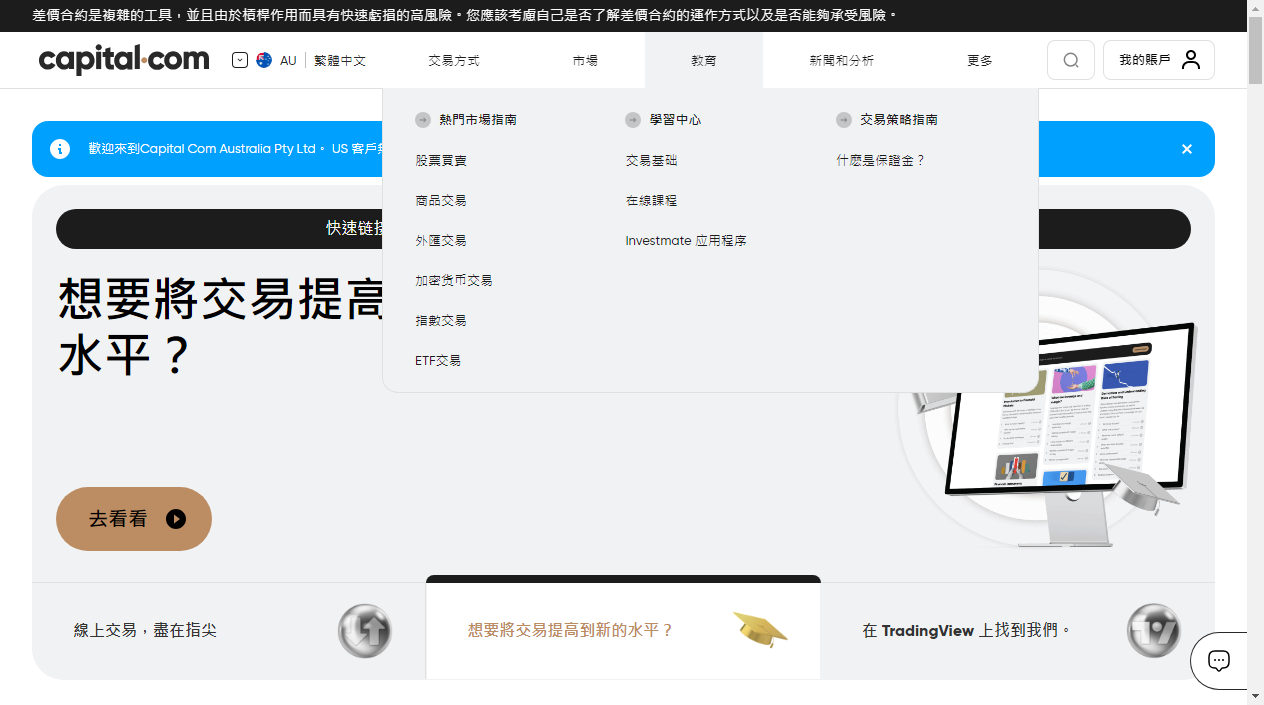 差價合約是複雜的工具，並且由於槓桿作用而具有快速虧損的高風險。您應該考慮自己是否了解差價合約的運作方式以及是否能夠承受風險。
capital.com
AU
繁體中文
交易方式
市場
教育
新聞和分析
更多
我的賬戶
熱門市場指南
學習中心
交易策略指南
歡迎來到Capital Com Australia Pty Ltd。 US 客戶
股票買賣
交易基础
什麼是保證金？
商品交易
在線課程
快速链接
外匯交易
Investmate 应用程序
加密货币交易
指數交易
ETF交易
想要將交易提高
水平？
去看看
線上交易，盡在指尖
想要將交易提高到新的水平？
在 TradingView 上找到我們。